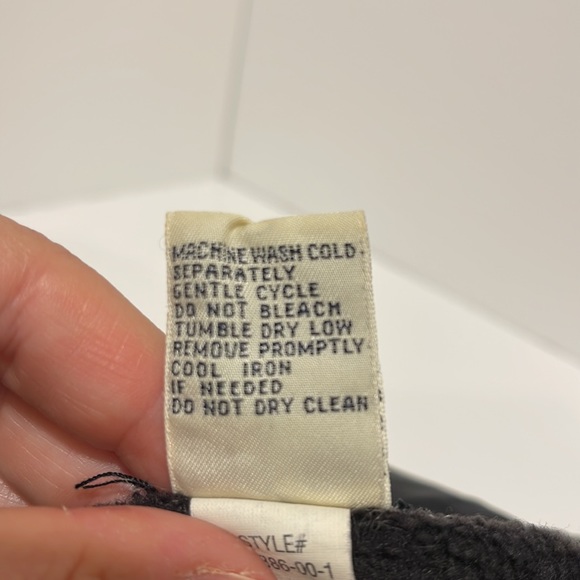 MACHINE WASH COLD
SEPARATELY
GENTLE CYCLE
DO NOT BLEACH
TUMBLE DRY LOW
REMOVE PROMPTLY
COOL IRON
IF NEEDED
DO NOT DRY CLEAN
STYLE#
386-00-1